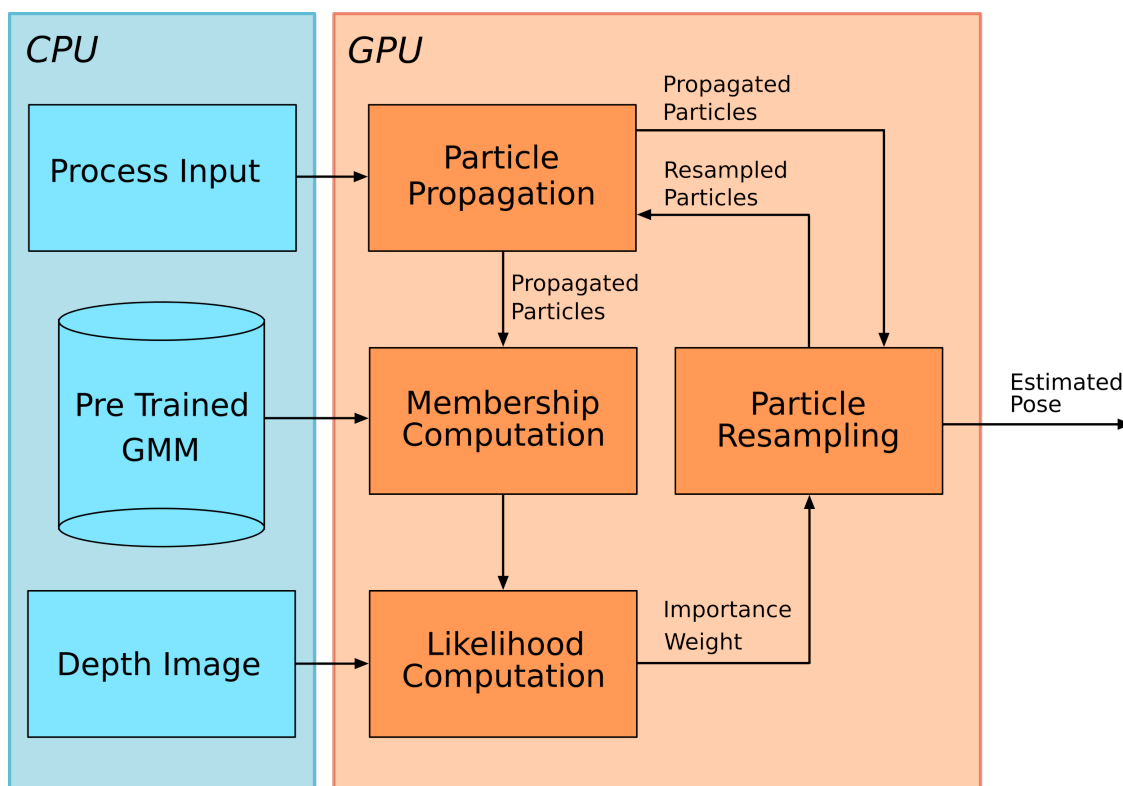 CPU
GPU
Process Input
Particle
Propagation
Propagated
Particles
Resampled
Particles
Propagated
Particles
Pre Trained
GMM
Membership
Computation
Particle
Resampling
Estimated
Pose
Depth Image
Likelihood
Computation
Importance
Weight